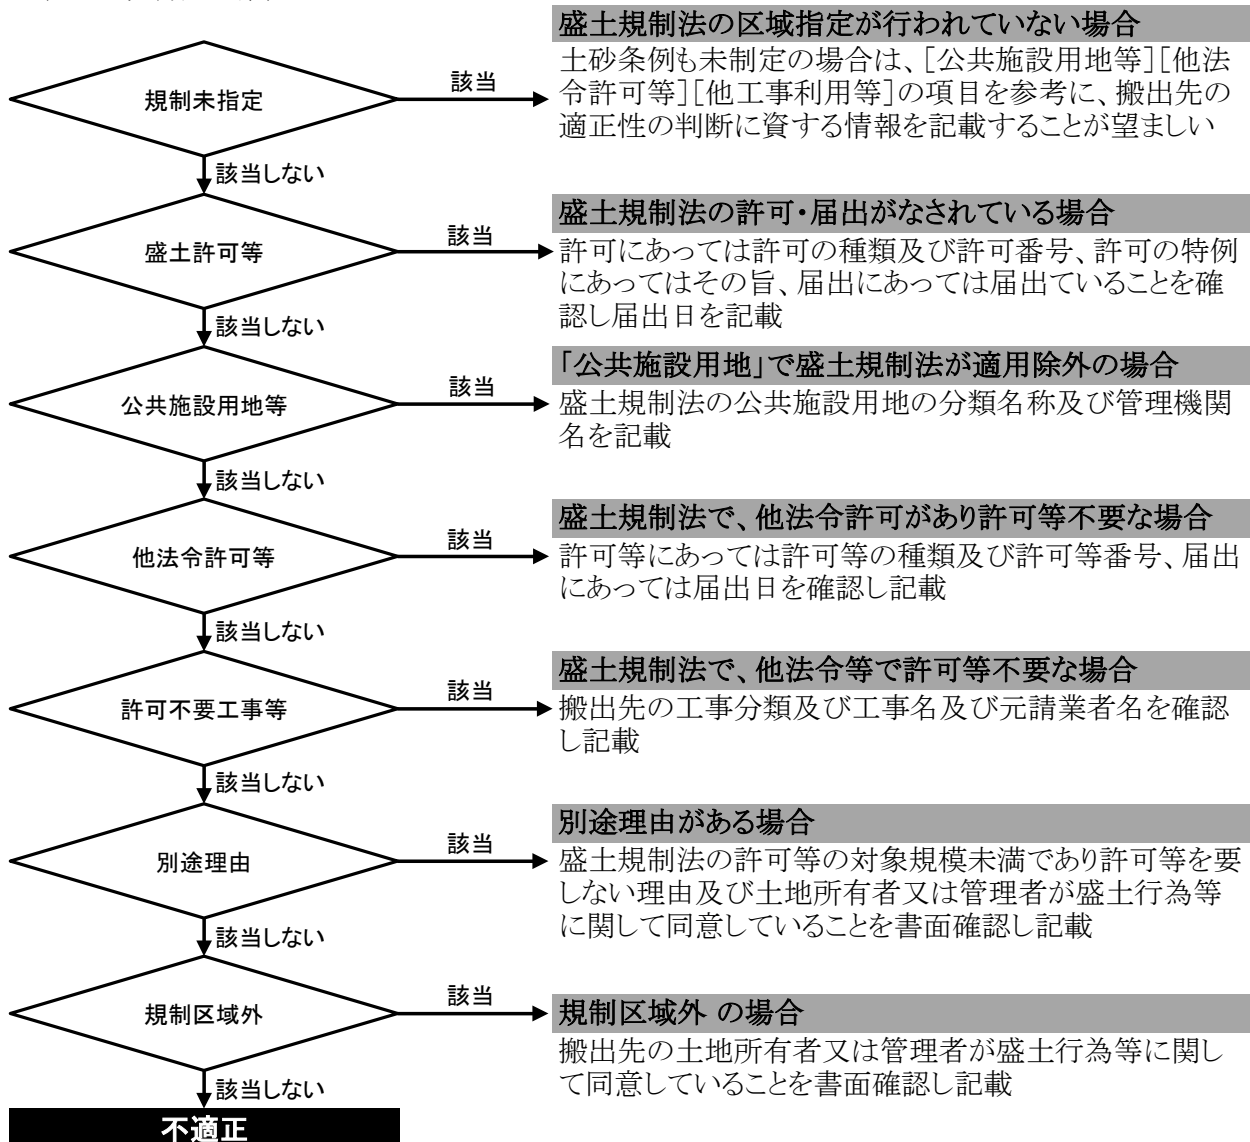 盛土規制法の区域指定が行われていない場合
規制未指定
該当
土砂条例も未制定の場合は、［公共施設用地等］［他法
令許可等］［他工事利用等］の項目を参考に、搬出先の
適正性の判断に資する情報を記載することが望ましい
該当しない
盛土規制法の許可・届出がなされている場合
盛土許可等
該当
許可にあっては許可の種類及び許可番号、許可の特例
にあってはその旨、届出にあっては届出ていることを確
認し届出日を記載
該当しない
「公共施設用地」で盛土規制法が適用除外の場合
公共施設用地等
該当
盛土規制法の公共施設用地の分類名称及び管理機関
名を記載
該当しない
盛土規制法で、他法令許可があり許可等不要な場合
他法令許可等
該当
許可等にあっては許可等の種類及び許可等番号、届出
にあっては届出日を確認し記載
該当しない
盛土規制法で、他法令等で許可等不要な場合
許可不要工事等
該当
搬出先の工事分類及び工事名及び元請業者名を確認
し記載
該当しない
別途理由がある場合
別途理由
該当
盛土規制法の許可等の対象規模未満であり許可等を要
しない理由及び土地所有者又は管理者が盛土行為等
に関して同意していることを書面確認し記載
該当しない
規制区域外 の場合
規制区域外
該当
搬出先の土地所有者又は管理者が盛土行為等に関し
て同意していることを書面確認し記載
該当しない
不適正